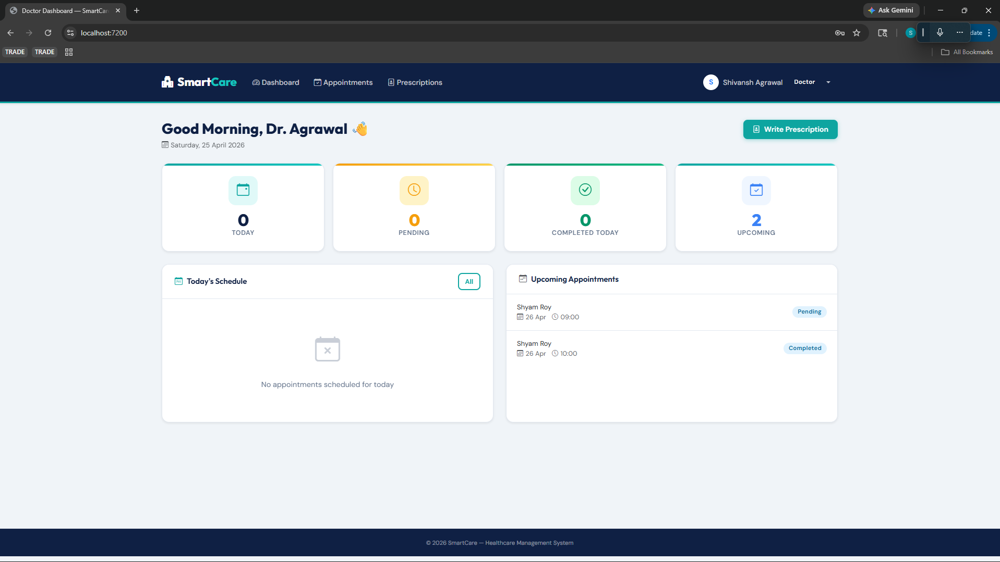 Doctor Dashboard — SmartCar
Ask Gemini
localhost:7200
S
date
TRADE
TRADE
All Bookmarks
SmartCare
Dashboard
Appointments
Prescriptions
S
Shivansh Agrawal
Doctor
Good Morning, Dr. Agrawal 👋
Saturday, 25 April 2026
Write Prescription
0
TODAY
0
PENDING
0
COMPLETED TODAY
2
UPCOMING
Fri
Today's Schedule
All
No appointments scheduled for today
Upcoming Appointments
Shyam Roy
26 Apr 09:00
Pending
Shyam Roy
26 Apr 10:00
Completed
© 2026 SmartCare — Healthcare Management System